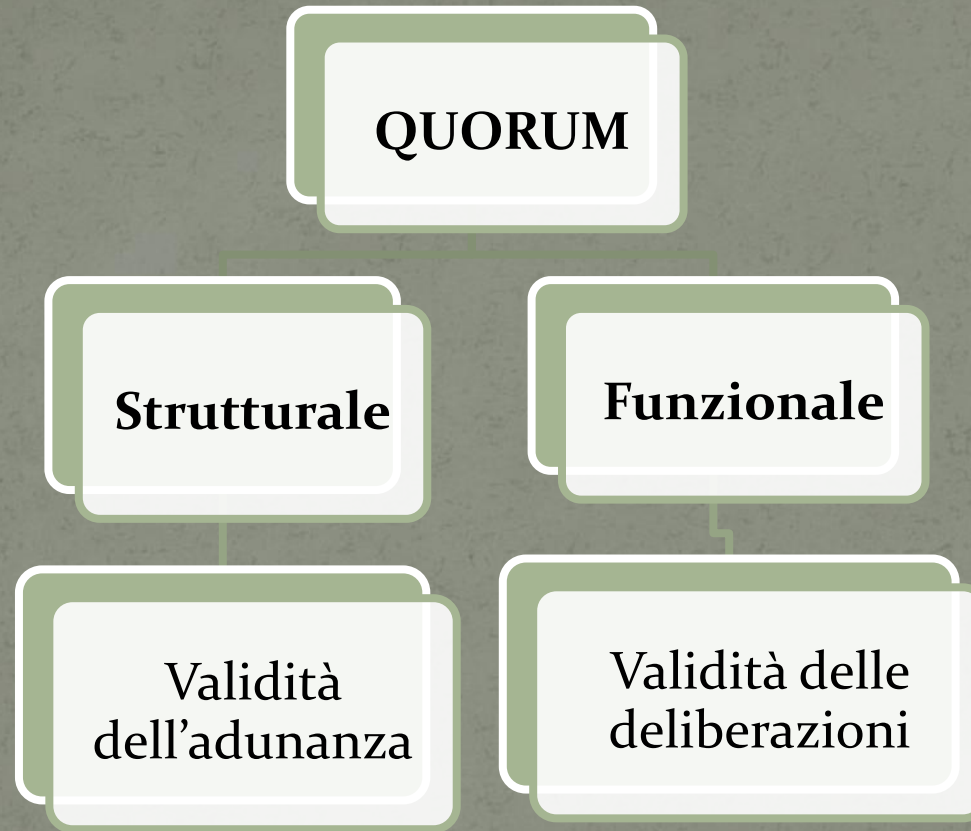 QUORUM
Strutturale
Funzionale
Validità
dell’adunanza
Validità delle
deliberazioni